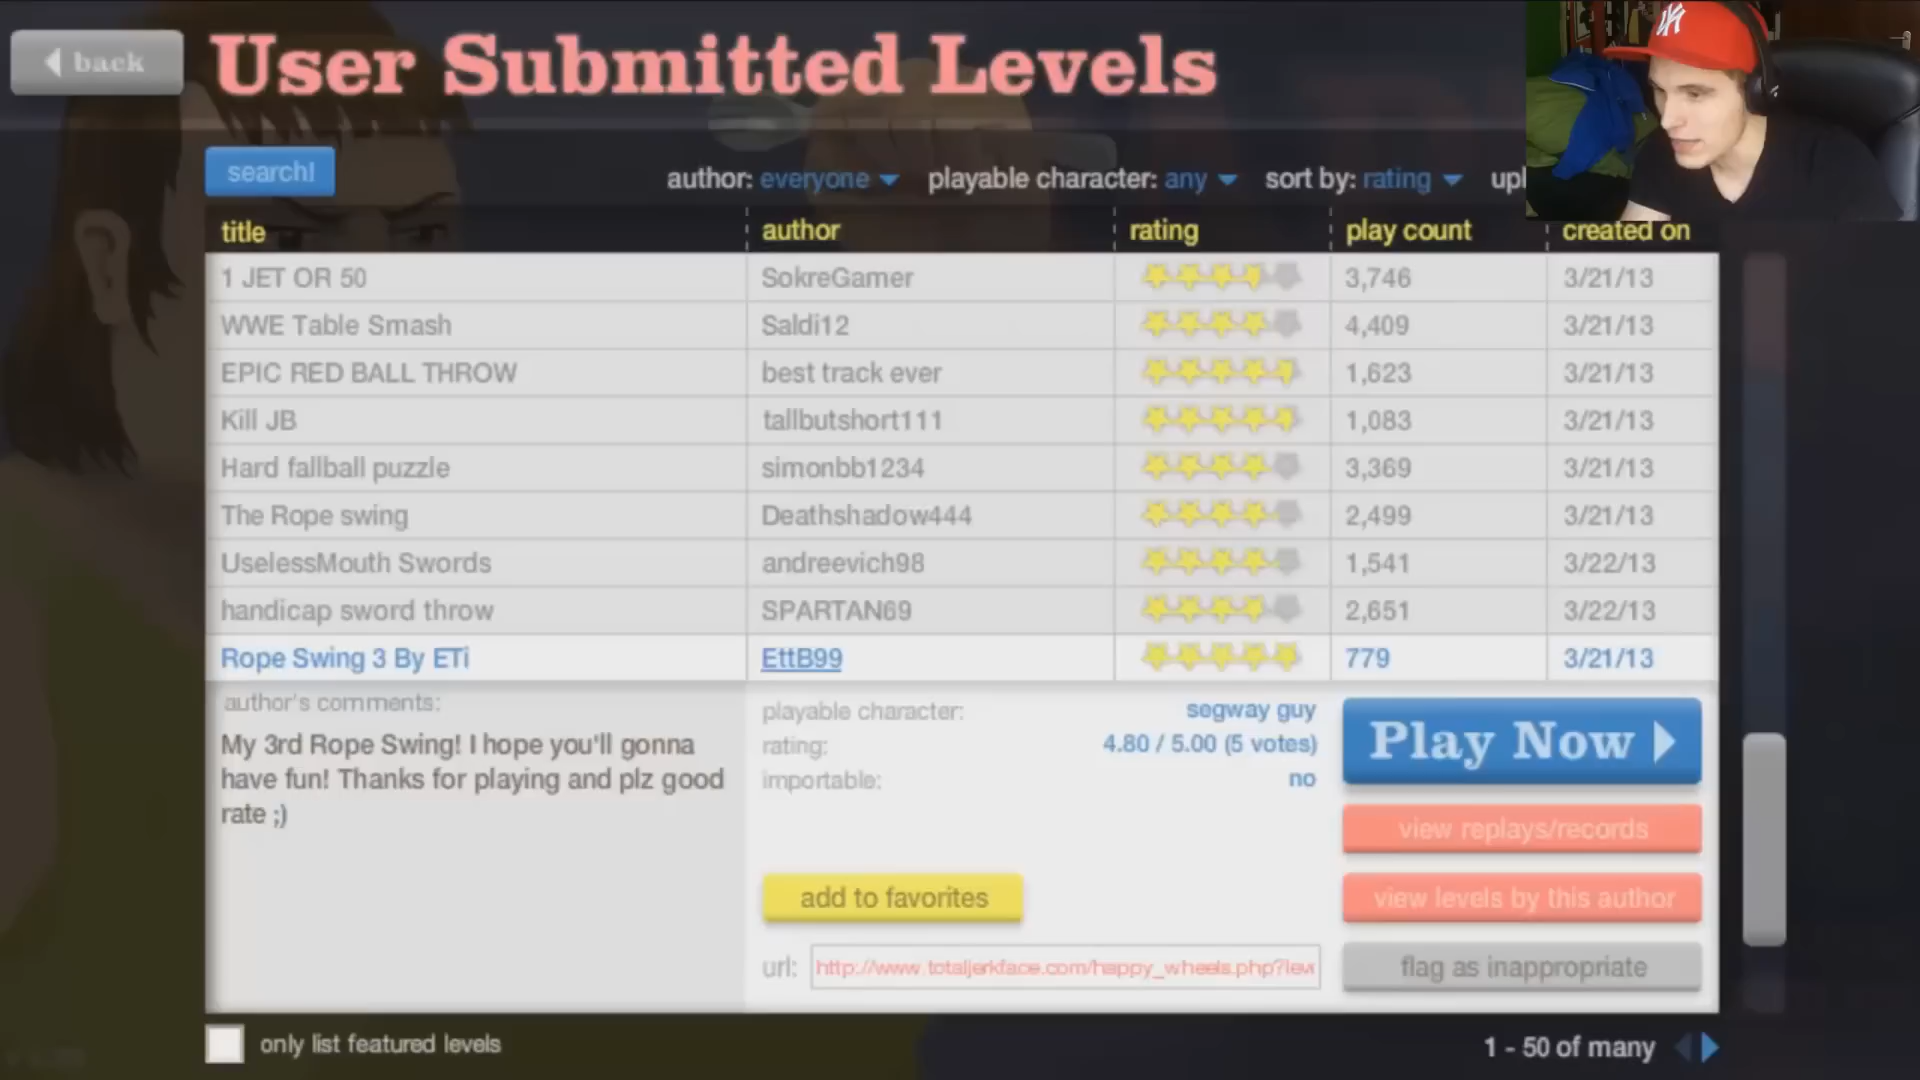 back
User Submitted Levels
search!
author: everyone playable character: any sort by: rating upl
title author rating play count created on
1 JET OR 50 SokreGamer 3,746 3/21/13
WWE Table Smash Saldi12 4,409 3/21/13
EPIC RED BALL THROW best track ever 1,623 3/21/13
Kill JB tallbutshort111 1,083 3/21/13
Hard fallball puzzle simonbb1234 3,369 3/21/13
The Rope swing Deathshadow444 2,499 3/21/13
UselessMouth Swords andreevich98 1,541 3/22/13
handicap sword throw SPARTAN69 2,651 3/22/13
Rope Swing 3 By ETi EttB99 779 3/21/13
author's comments:
My 3rd Rope Swing! I hope you'll gonna
have fun! Thanks for playing and plz good
rate ;)
playable character: segway guy
rating: 4.80 / 5.00 (5 votes)
importable: no
add to favorites
url: http://www.totaljerkface.com/happy_wheels.php?lev
Play Now
view replays/records
view levels by this author
flag as inappropriate
only list featured levels
1 - 50 of many